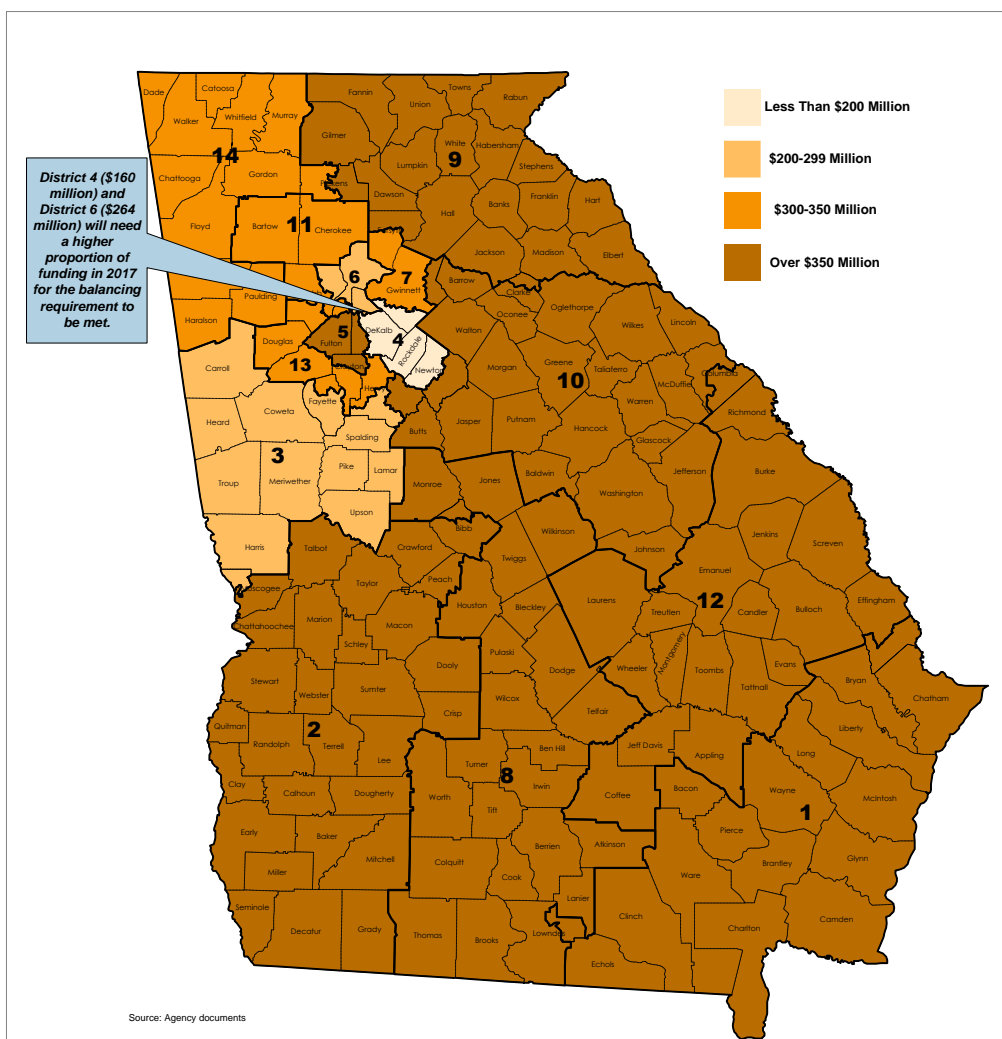 Less Than $200 Million
$200-299 Million
$300-350 Million
Over $350 Million
District 4 ($160
million) and
District 6 ($264
million) will need
a higher
proportion of
funding in 2017
for the balancing
requirement to
be met.
Dade
Catoosa
Walker
Whitfield
Murray
Fannin
Union
Towns
Rabun
Gilmer
White
Habersham
14
9
Chattooga
Gordon
Lumpkin
Stephens
Dawson
Banks
Franklin
Hart
Floyd
Bartow
11
Cherokee
Hall
Jackson
Madison
Elbert
6
7
Gwinnett
Barrow
Clarke
Oconee
Oglethorpe
Wilkes
Lincoln
Haralson
Paulding
Douglas
5
Fulton
DeKalb
4
Rockdale
Newton
Walton
Morgan
Greene
Taliaferro
McDuffie
Columbia
Richmond
Carroll
13
10
Warren
Fayette
Coweta
Heard
Spalding
Butts
Jasper
Putnam
Hancock
Glascock
Jefferson
Burke
3
Troup
Meriwether
Pike
Lamar
Upson
Monroe
Jones
Baldwin
Washington
Jenkins
Screven
Harris
Talbot
Crawford
Bibb
Wilkinson
Johnson
Emanuel
Twiggs
Taylor
Peach
Houston
Bleckley
Laurens
Treutlen
12
Candler
Bulloch
Effingham
Chattahoochee
Marion
Macon
Schley
Pulaski
Dodge
Wheeler
Montgomery
Toombs
Evans
Tattnall
Bryan
Chatham
Stewart
Webster
Sumter
Dooly
Crisp
Wilcox
Telfair
Liberty
Quitman
2
Randolph
Terrell
Lee
Turner
Ben Hill
Jeff Davis
Appling
Long
Clay
Calhoun
Dougherty
Worth
8
Irwin
Tift
Coffee
Bacon
Wayne
1
McIntosh
Early
Baker
Mitchell
Miller
Colquitt
Berrien
Cook
Atkinson
Pierce
Brantley
Glynn
Ware
Seminole
Decatur
Grady
Thomas
Brooks
Lanier
Lowndes
Clinch
Echols
Charlton
Camden
Source: Agency documents